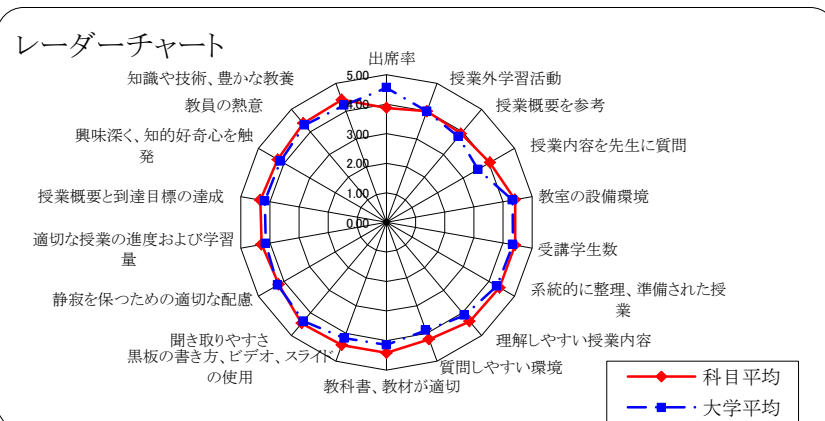 レーダーチャート
出席率
授業外学習活動
授業概要を参考
授業内容を先生に質問
教室の設備環境
受講学生数
系統的に整理、準備された授
業
理解しやすい授業内容
質問しやすい環境
教科書、教材が適切
黒板の書き方、ビデオ、スライド
の使用
聞き取りやすさ
静寂を保つための適切な配慮
適切な授業の進度および学習
量
授業概要と到達目標の達成
興味深く、知的好奇心を触
発
教員の熱意
知識や技術、豊かな教養
5.00
4.00
3.00
2.00
1.00
0.00
科目平均
大学平均